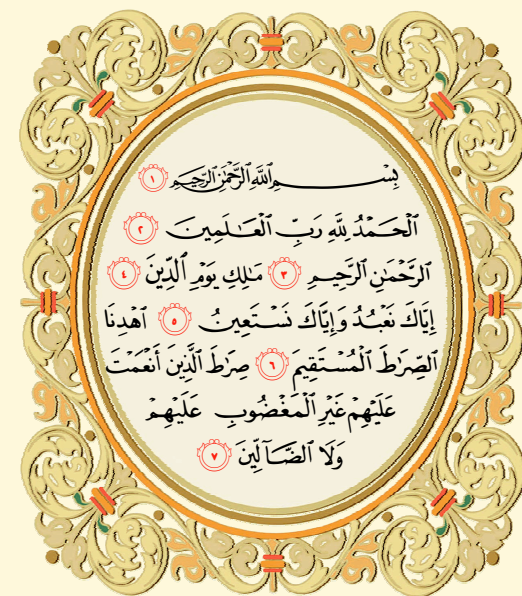 بِسْمِ ٱللَّهِ ٱلرَّحْمَٰنِ ٱلرَّحِيمِ ١
ٱلْحَمْدُ لِلَّهِ رَبِّ ٱلْعَـٰلَمِينَ ٢
ٱلرَّحْمَٰنِ ٱلرَّحِيمِ ٣ مَـٰلِكِ يَوْمِ ٱلدِّينِ ٤
إِيَّاكَ نَعْبُدُ وَإِيَّاكَ نَسْتَعِينُ ٥ ٱهْدِنَا
ٱلصِّرَٰطَ ٱلْمُسْتَقِيمَ ٦ صِرَٰطَ ٱلَّذِينَ أَنْعَمْتَ
عَلَيْهِمْ غَيْرِ ٱلْمَغْضُوبِ عَلَيْهِمْ
وَلَا ٱلضَّآلِّينَ ٧